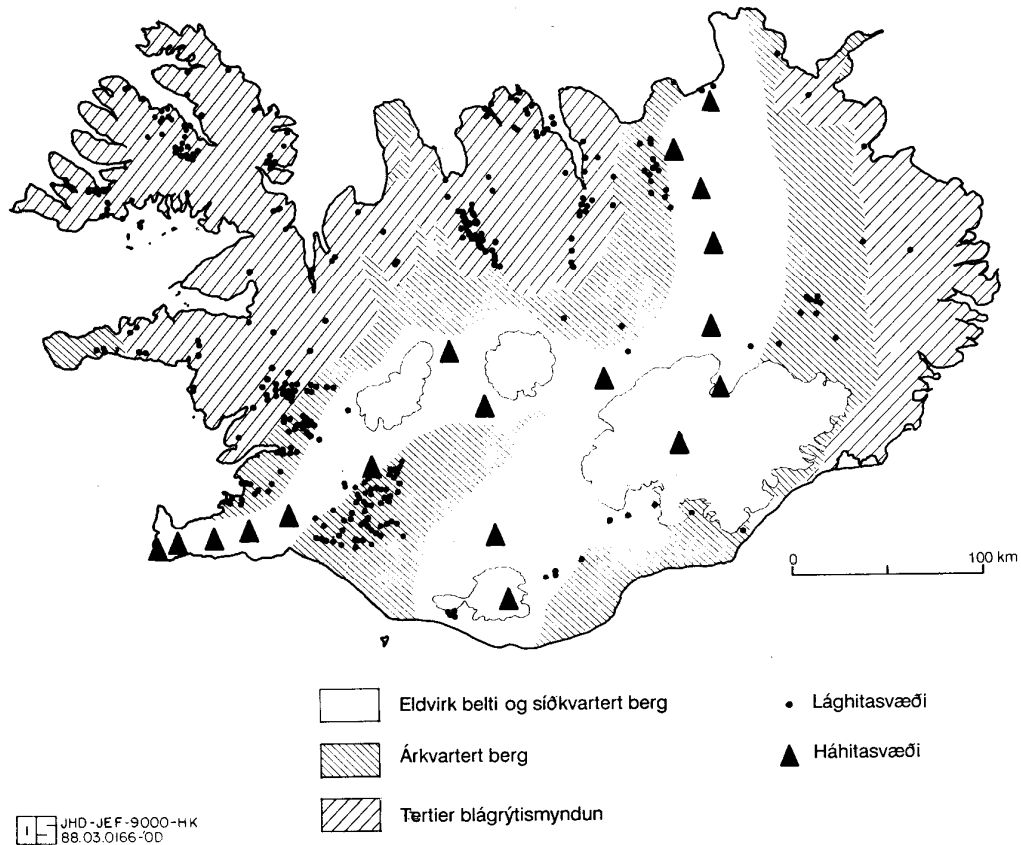 0 100 km
Eldvirk belti og síðkvartert berg
Lághitasvæði
Árkvartert berg
Háhitasvæði
Tertier blágrýtismyndun
JHD-JEF-9000-HK
88.03.0166-OD